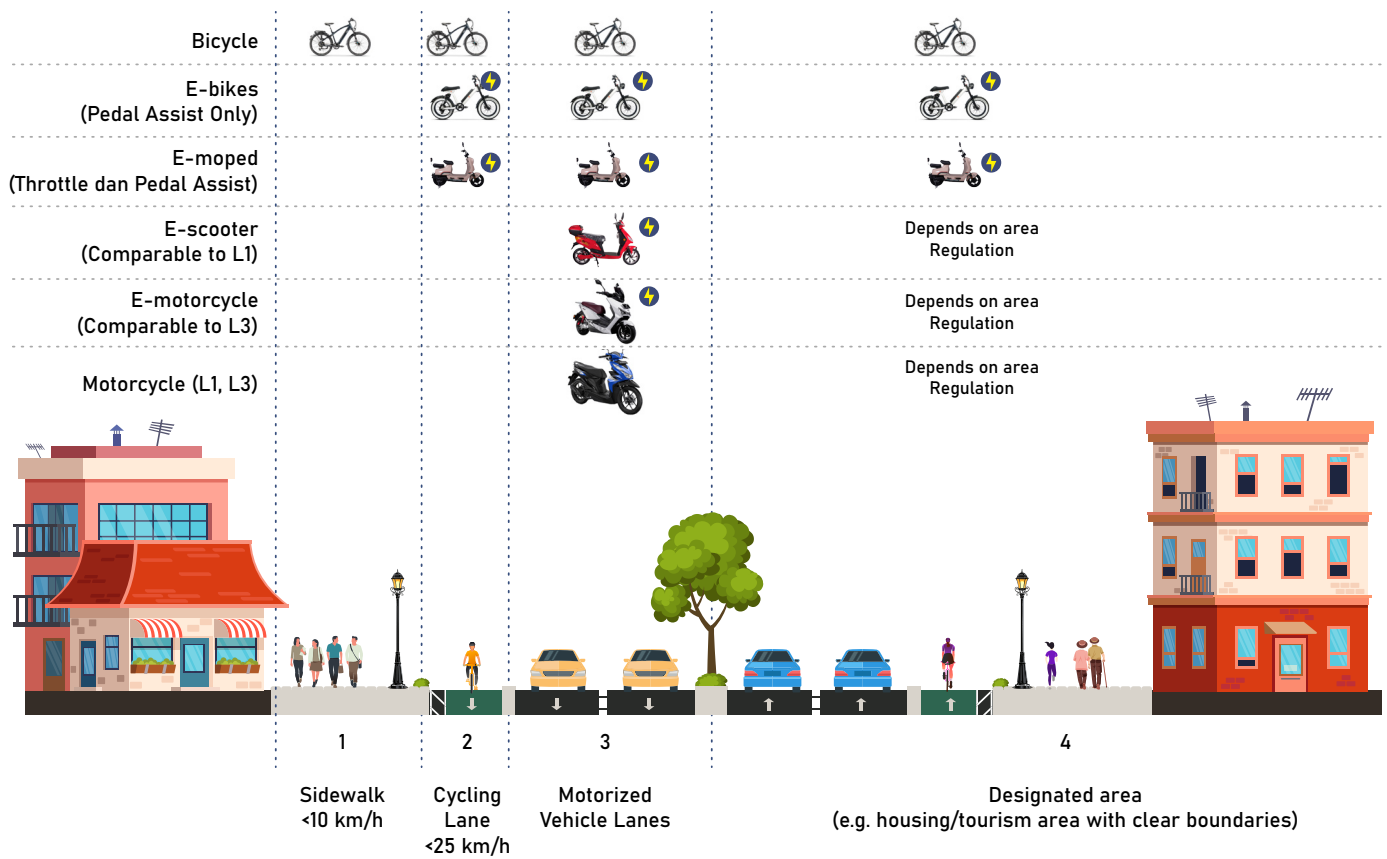 Bicycle
E-bikes
(Pedal Assist Only)
E-moped
(Throttle dan Pedal Assist)
E-scooter
(Comparable to L1)
Depends on area
Regulation
E-motorcycle
(Comparable to L3)
Depends on area
Regulation
Motorcycle (L1, L3)
Depends on area
Regulation
1
2
3
4
Sidewalk
<10 km/h
Cycling
Lane
<25 km/h
Motorized
Vehicle Lanes
Designated area
(e.g. housing/tourism area with clear boundaries)